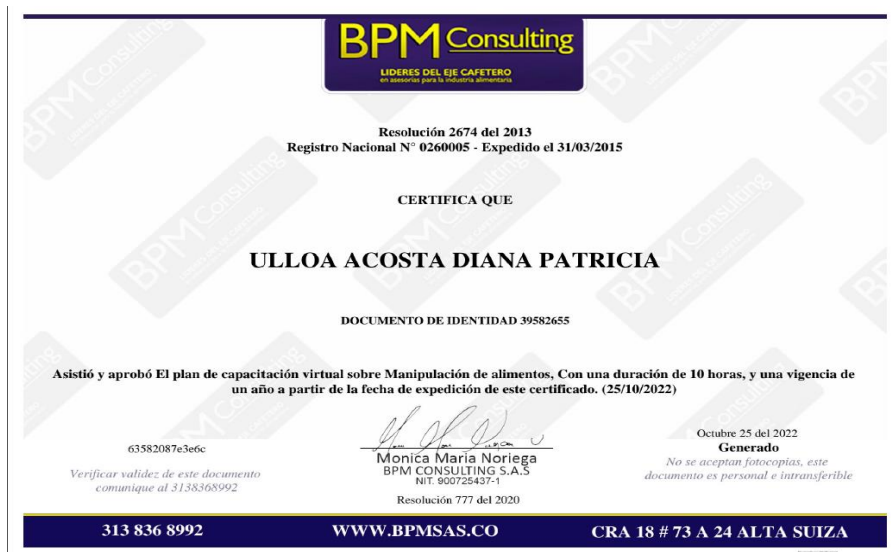 BPM Consulting
LIDERES DEL EJE CAFETERO
en asesorias para la industria alimentaria
Resolución 2674 del 2013
Registro Nacional N° 0260005 - Expedido el 31/03/2015
CERTIFICA QUE
ULLOA ACOSTA DIANA PATRICIA
DOCUMENTO DE IDENTIDAD 39582655
Asistió y aprobó El plan de capacitación virtual sobre Manipulación de alimentos, Con una duración de 10 horas, y una vigencia de
un año a partir de la fecha de expedición de este certificado. (25/10/2022)
63582087e3e6c
Verificar validez de este documento
comunique al 3138368992
Monica Maria Noriega
BPM CONSULTING S.A.S
NIT. 900725437-1
Resolución 777 del 2020
Octubre 25 del 2022
Generado
No se aceptan fotocopias, este
documento es personal e intransferible
313 836 8992
WWW.BPMSAS.CO
CRA 18 # 73 A 24 ALTA SUIZA